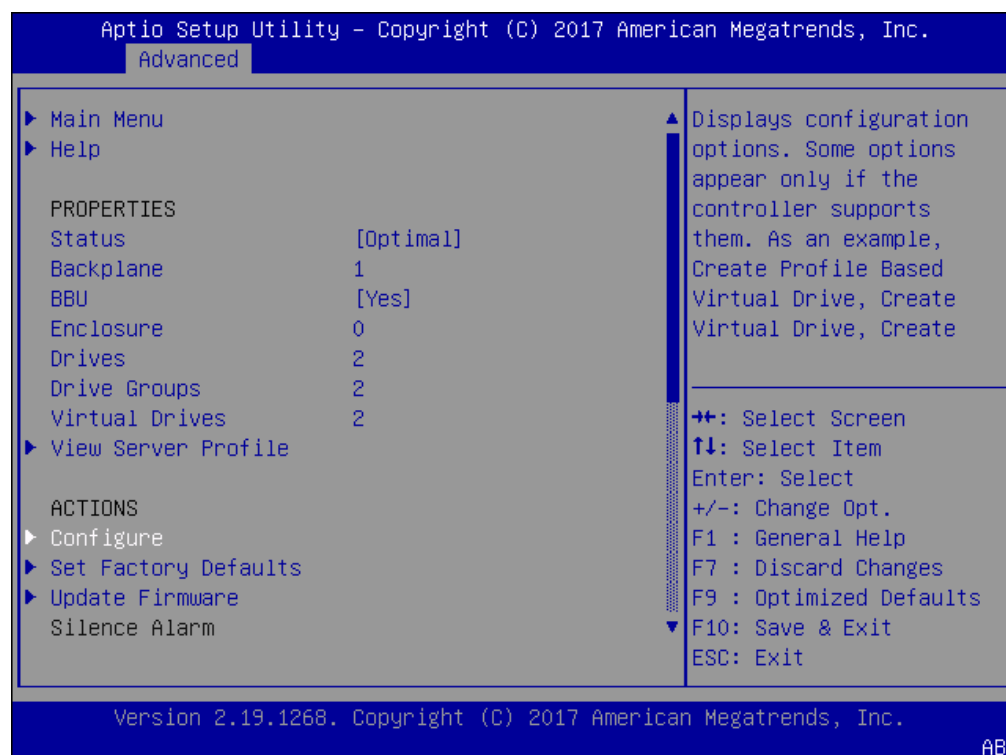 Aptio Setup Utility – Copyright (C) 2017 American Megatrends, Inc.
Advanced
▶ Main Menu
▶ Help
PROPERTIES
Status [Optimal]
Backplane 1
BBU [Yes]
Enclosure 0
Drives 2
Drive Groups 2
Virtual Drives 2
▶ View Server Profile
ACTIONS
▶ Configure
▶ Set Factory Defaults
▶ Update Firmware
Silence Alarm
Displays configuration
options. Some options
appear only if the
controller supports
them. As an example,
Create Profile Based
Virtual Drive, Create
Virtual Drive, Create
→←: Select Screen
↑↓: Select Item
Enter: Select
+/-: Change Opt.
F1 : General Help
F7 : Discard Changes
F9 : Optimized Defaults
F10: Save & Exit
ESC: Exit
Version 2.19.1268. Copyright (C) 2017 American Megatrends, Inc.
AB